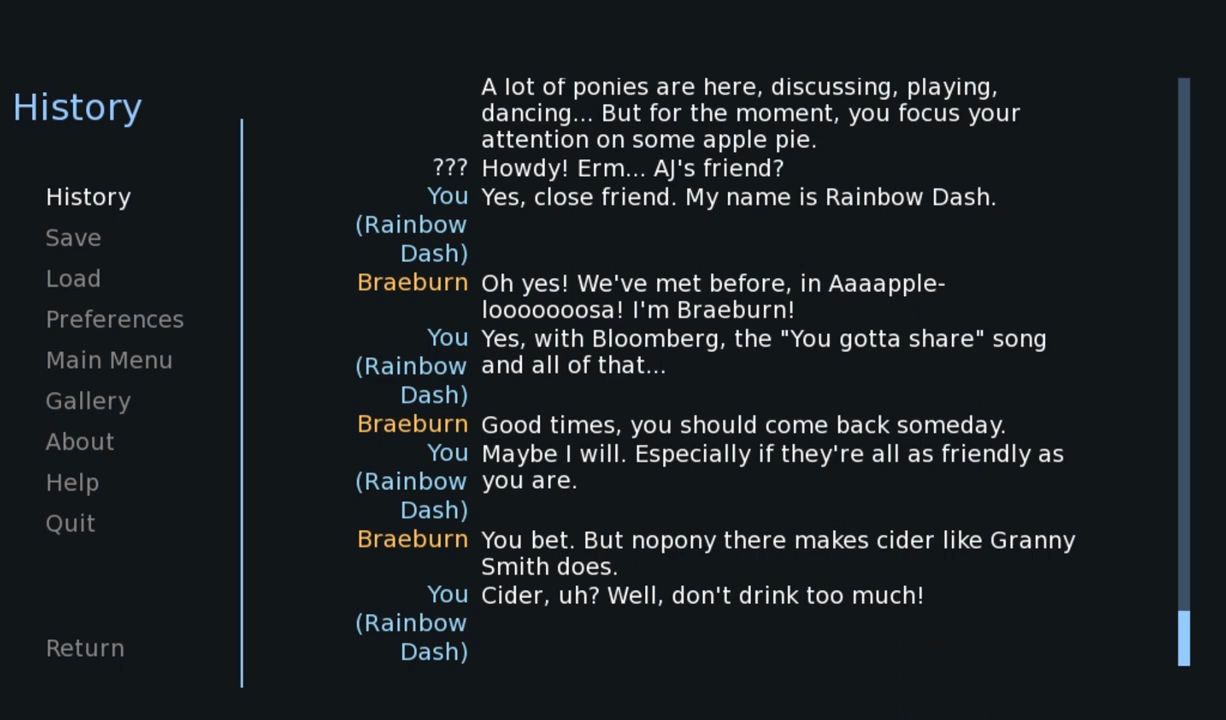 History
History
Save
Load
Preferences
Main Menu
Gallery
About
Help
Quit
Return
A lot of ponies are here, discussing, playing,
dancing... But for the moment, you focus your
attention on some apple pie.
??? Howdy! Erm... AJ's friend?
You Yes, close friend. My name is Rainbow Dash.
(Rainbow
Dash)
Braeburn Oh yes! We've met before, in Aaaapple-
looooooosa! I'm Braeburn!
You Yes, with Bloomberg, the "You gotta share" song
(Rainbow and all of that...
Dash)
Braeburn Good times, you should come back someday.
You Maybe I will. Especially if they're all as friendly as
(Rainbow you are.
Dash)
Braeburn You bet. But nopony there makes cider like Granny
Smith does.
You Cider, uh? Well, don't drink too much!
(Rainbow
Dash)